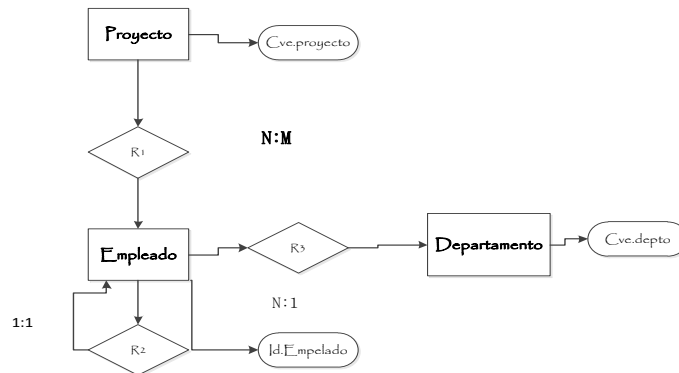 Proyecto
Cve.proyecto
N:M
R1
Empleado
R3
Departamento
Cve.depto
N:1
1:1
R2
Id.Empelado